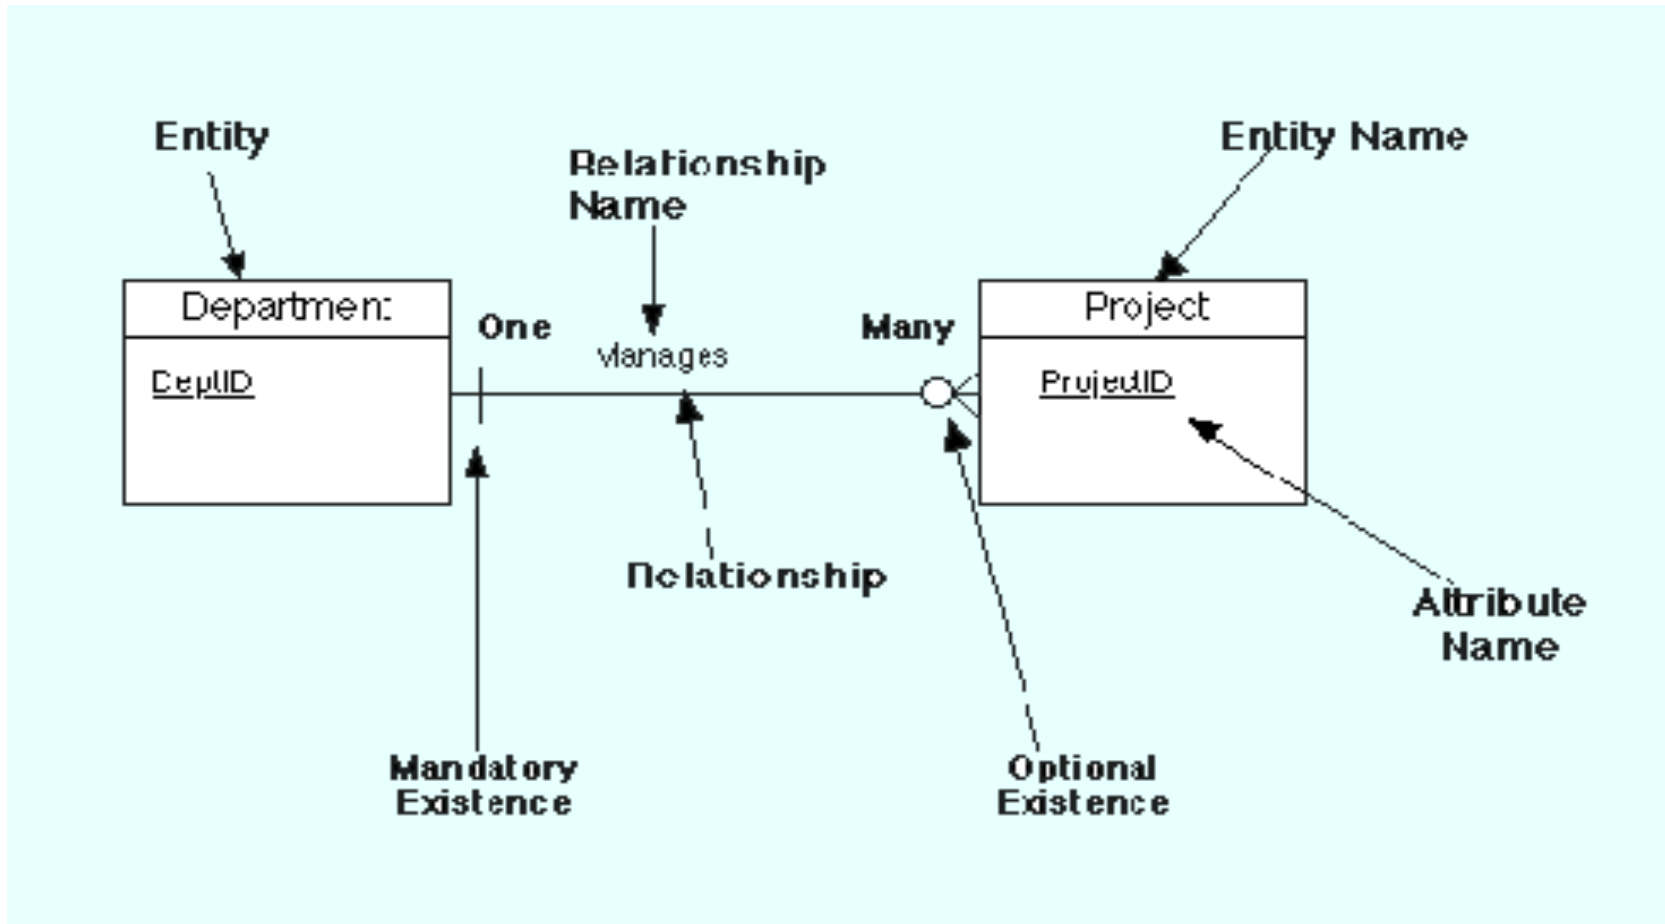 Entity
Entity Name
Relationship
Name
Department
Project
One
Many
Manages
DeptID
ProjectID
Relationship
Attribute
Name
Mandatory
Existence
Optional
Existence